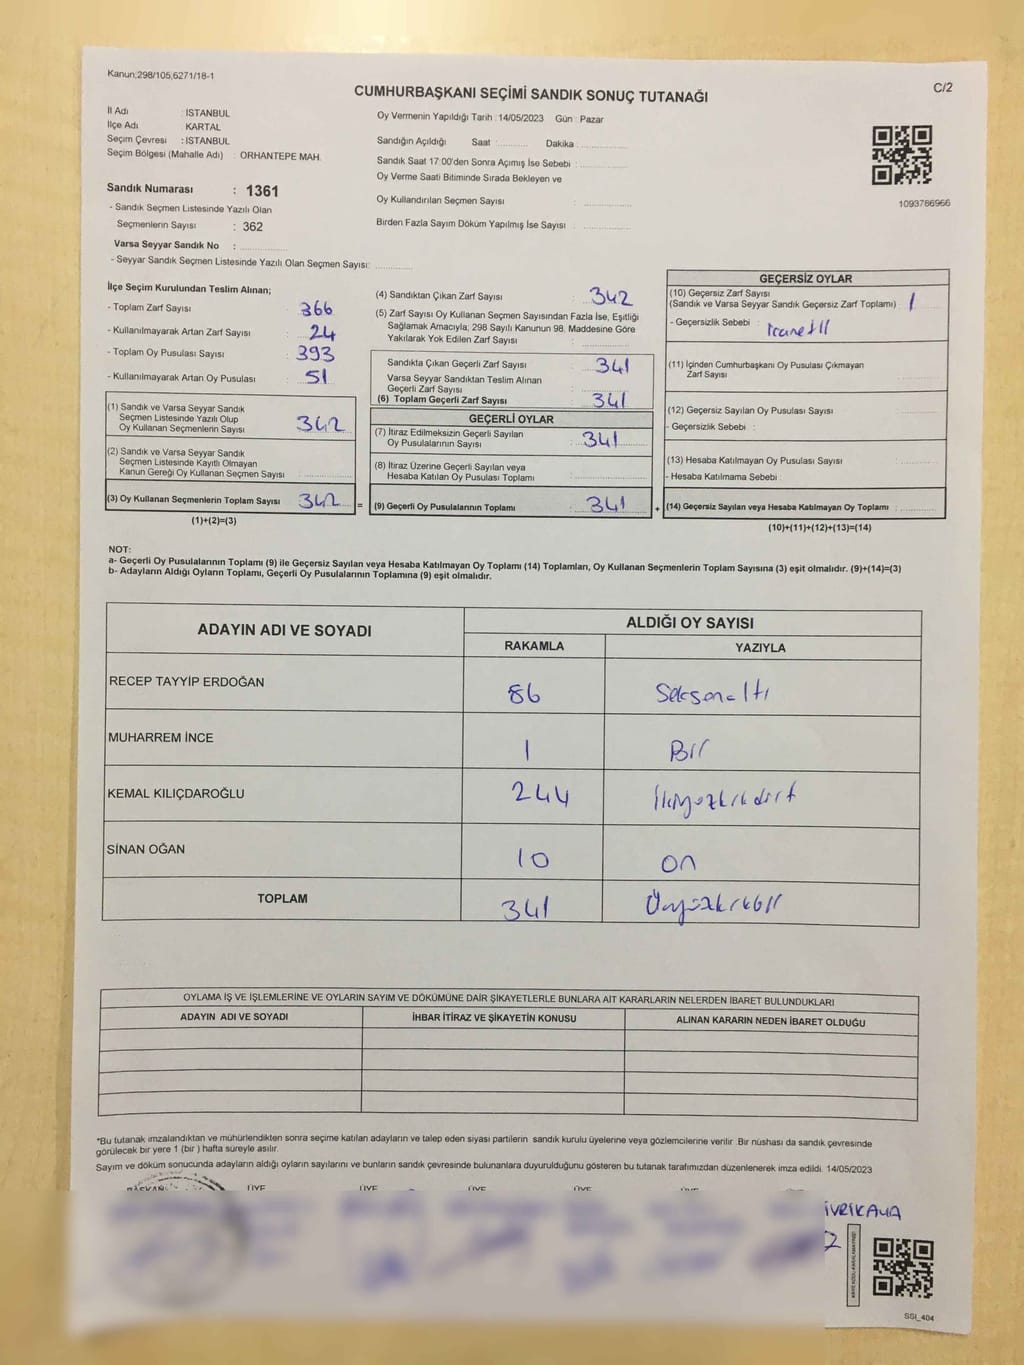 Kanun;298/105,6271/18-1
C/2
CUMHURBAŞKANI SEÇİMİ SANDIK SONUÇ TUTANAĞI
İl Adı : İSTANBUL
İlçe Adı : KARTAL
Seçim Çevresi : İSTANBUL
Seçim Bölgesi (Mahalle Adı) : ORHANTEPE MAH.
Oy Vermenin Yapıldığı Tarih : 14/05/2023 Gün : Pazar
Sandığın Açıldığı Saat : Dakika :
Sandık Saat 17:00'den Sonra Açılmış İse Sebebi :
Oy Verme Saati Bitiminde Sırada Bekleyen ve
Oy Kullandırılan Seçmen Sayısı :
Birden Fazla Sayım Döküm Yapılmış İse Sayısı :
1093786966
Sandık Numarası : 1361
- Sandık Seçmen Listesinde Yazılı Olan
Seçmenlerin Sayısı : 362
Varsa Seyyar Sandık No :
- Seyyar Sandık Seçmen Listesinde Yazılı Olan Seçmen Sayısı:
İlçe Seçim Kurulundan Teslim Alınan;
- Toplam Zarf Sayısı : 366
- Kullanılmayarak Artan Zarf Sayısı : 24
- Toplam Oy Pusulası Sayısı : 393
- Kullanılmayarak Artan Oy Pusulası : 51
(1) Sandık ve Varsa Seyyar Sandık
Seçmen Listesinde Yazılı Olup
Oy Kullanan Seçmenlerin Sayısı : 342
(2) Sandık ve Varsa Seyyar Sandık
Seçmen Listesinde Kayıtlı Olmayan
Kanun Gereği Oy Kullanan Seçmen Sayısı :
(3) Oy Kullanan Seçmenlerin Toplam Sayısı : 342
(1)+(2)=(3)
(4) Sandıktan Çıkan Zarf Sayısı : 342
(5) Zarf Sayısı Oy Kullanan Seçmen Sayısından Fazla İse, Eşitliği
Sağlamak Amacıyla; 298 Sayılı Kanunun 98. Maddesine Göre
Yakılarak Yok Edilen Zarf Sayısı :
Sandıkta Çıkan Geçerli Zarf Sayısı : 341
Varsa Seyyar Sandıktan Teslim Alınan
Geçerli Zarf Sayısı :
(6) Toplam Geçerli Zarf Sayısı : 341
GEÇERLİ OYLAR
(7) İtiraz Edilmeksizin Geçerli Sayılan
Oy Pusulalarının Sayısı : 341
(8) İtiraz Üzerine Geçerli Sayılan veya
Hesaba Katılan Oy Pusulası Toplamı :
= (9) Geçerli Oy Pusulalarının Toplamı : 341
GEÇERSİZ OYLAR
(10) Geçersiz Zarf Sayısı
(Sandık ve Varsa Seyyar Sandık Geçersiz Zarf Toplamı) : 1
- Geçersizlik Sebebi :
(11) İçinden Cumhurbaşkanı Oy Pusulası Çıkmayan
Zarf Sayısı :
(12) Geçersiz Sayılan Oy Pusulası Sayısı :
- Geçersizlik Sebebi :
(13) Hesaba Katılmayan Oy Pusulası Sayısı :
- Hesaba Katılmama Sebebi :
+ (14) Geçersiz Sayılan veya Hesaba Katılmayan Oy Toplamı :
(10)+(11)+(12)+(13)=(14)
NOT:
a- Geçerli Oy Pusulalarının Toplamı (9) ile Geçersiz Sayılan veya Hesaba Katılmayan Oy Toplamı (14) Toplamları, Oy Kullanan Seçmenlerin Toplam Sayısına (3) eşit olmalıdır. (9)+(14)=(3)
b- Adayların Aldığı Oyların Toplamı, Geçerli Oy Pusulalarının Toplamına (9) eşit olmalıdır.
ADAYIN ADI VE SOYADI ALDIĞI OY SAYISI
RAKAMLA YAZIYLA
RECEP TAYYİP ERDOĞAN 86 Seksenaltı
MUHARREM İNCE 1 Bir
KEMAL KILIÇDAROĞLU 244 İkiyüzkırkdört
SİNAN OĞAN 10 on
TOPLAM 341 Üçyüzkırkbir
OYLAMA İŞ VE İŞLEMLERİNE VE OYLARIN SAYIM VE DÖKÜMÜNE DAİR ŞİKAYETLERLE BUNLARA AİT KARARLARIN NELERDEN İBARET BULUNDUKLARI
ADAYIN ADI VE SOYADI İHBAR İTİRAZ VE ŞİKAYETİN KONUSU ALINAN KARARIN NEDEN İBARET OLDUĞU
*Bu tutanak imzalandıktan ve mühürlendikten sonra seçime katılan adayların ve talep eden siyasi partilerin sandık kurulu üyelerine veya gözlemcilerine verilir. Bir nüshası da sandık çevresinde
görülecek bir yere 1 (bir ) hafta süreyle asılır.
Sayım ve döküm sonucunda adayların aldığı oyların sayılarını ve bunların sandık çevresinde bulunanlara duyurulduğunu gösteren bu tutanak tarafımızdan düzenlenerek imza edildi. 14/05/2023
BAŞKAN ÜYE ÜYE ÜYE ÜYE
İVRİKAYA
SSI_404